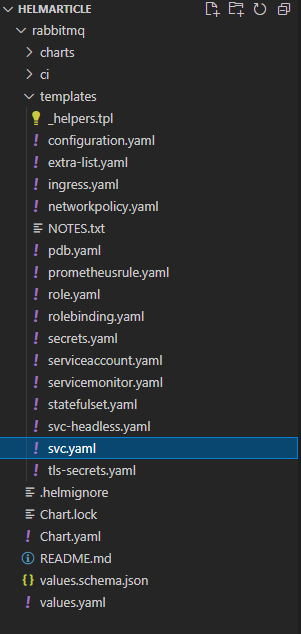 HELMARTICLE
rabbitmq
charts
ci
templates
_helpers.tpl
configuration.yaml
extra-list.yaml
ingress.yaml
networkpolicy.yaml
NOTES.txt
pdb.yaml
prometheusrule.yaml
role.yaml
rolebinding.yaml
secrets.yaml
serviceaccount.yaml
servicemonitor.yaml
statefulset.yaml
svc-headless.yaml
svc.yaml
tls-secrets.yaml
.helmignore
Chart.lock
Chart.yaml
README.md
values.schema.json
values.yaml